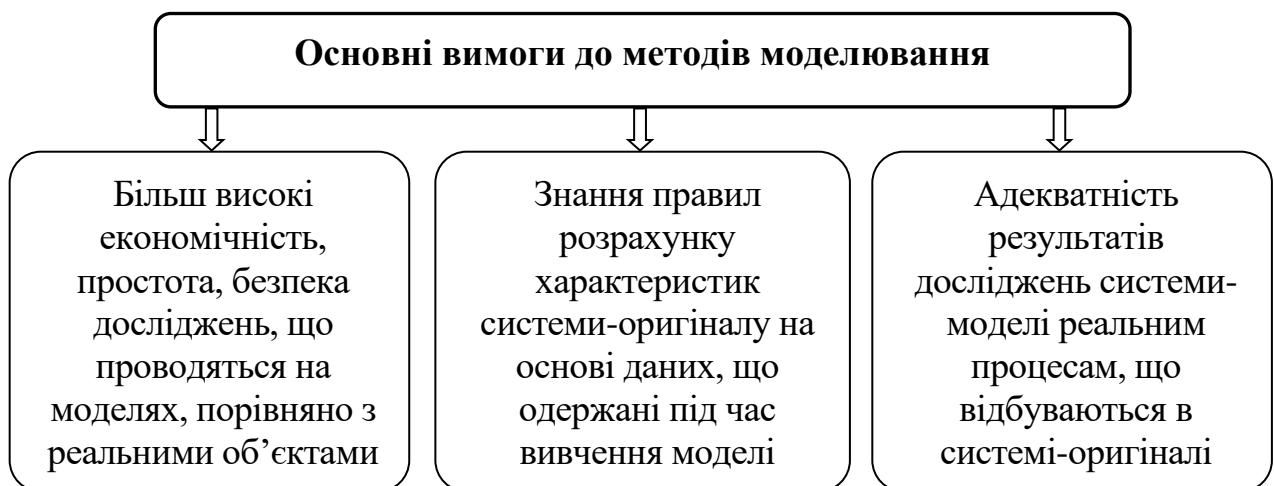 Основні вимоги до методів моделювання
Більш високі
економічність,
простота, безпека
досліджень, що
проводяться на
моделях, порівняно з
реальними об’єктами
Знання правил
розрахунку
характеристик
системи-оригіналу на
основі даних, що
одержані під час
вивчення моделі
Адекватність
результатів
досліджень системи-
моделі реальним
процесам, що
відбуваються в
системі-оригіналі